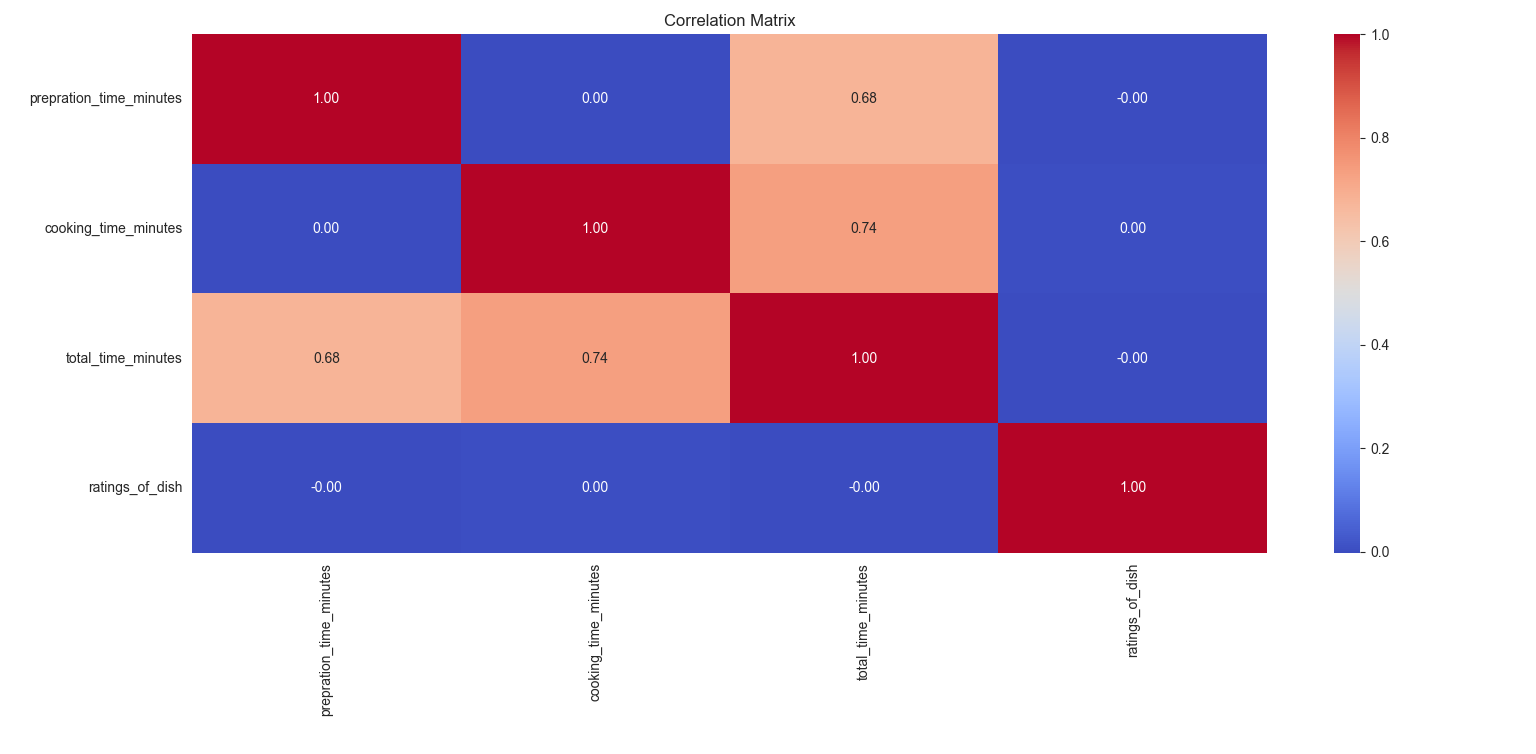 Correlation Matrix
prepration_time_minutes
1.00
0.00
0.68
-0.00
cooking_time_minutes
0.00
1.00
0.74
0.00
total_time_minutes
0.68
0.74
1.00
-0.00
ratings_of_dish
-0.00
0.00
-0.00
1.00
prepration_time_minutes
cooking_time_minutes
total_time_minutes
ratings_of_dish
1.0
0.8
0.6
0.4
0.2
0.0